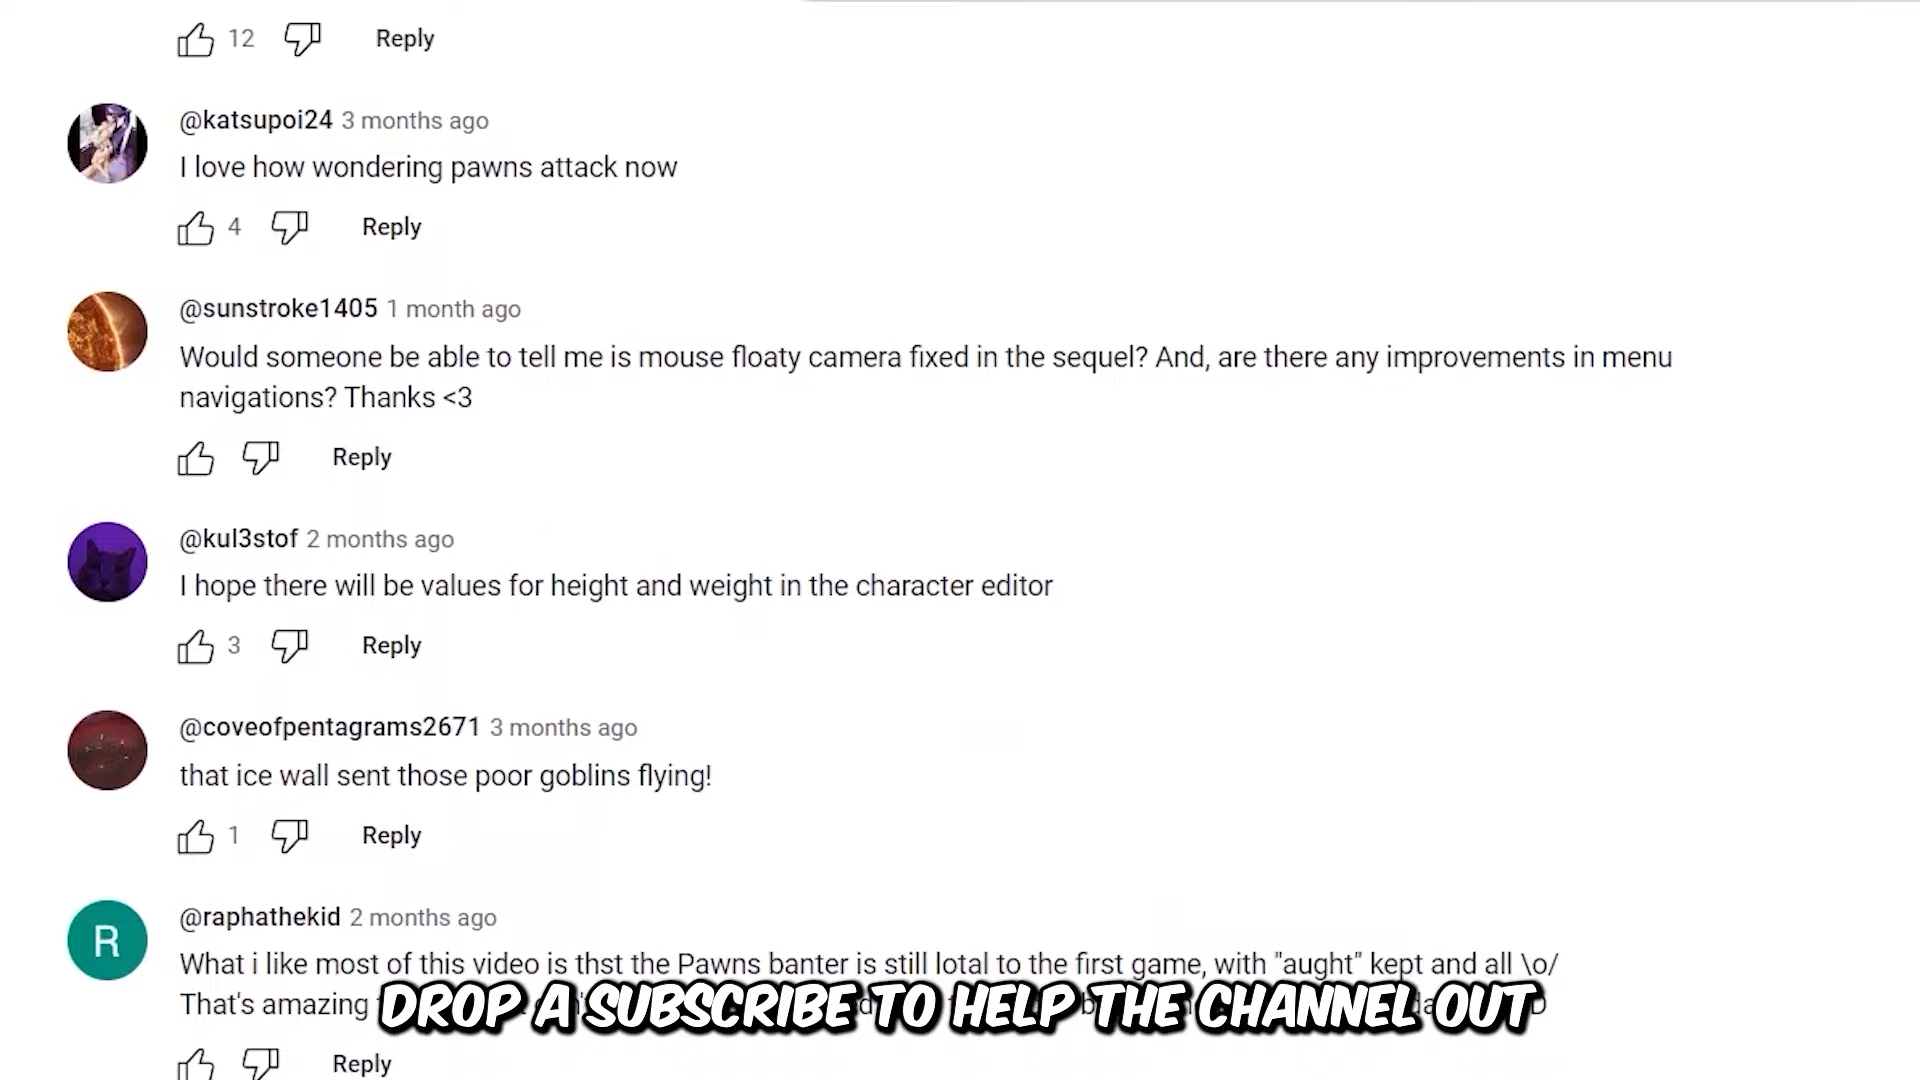 12 Reply
@katsupoi24 3 months ago
I love how wondering pawns attack now
4 Reply
@sunstroke1405 1 month ago
Would someone be able to tell me is mouse floaty camera fixed in the sequel? And, are there any improvements in menu
navigations? Thanks <3
Reply
@kul3stof 2 months ago
I hope there will be values for height and weight in the character editor
3 Reply
@coveofpentagrams2671 3 months ago
that ice wall sent those poor goblins flying!
1 Reply
R
@raphathekid 2 months ago
What i like most of this video is thst the Pawns banter is still lotal to the first game, with "aught" kept and all \o/
That's amazing
DROP A SUBSCRIBE TO HELP THE CHANNEL OUT
Reply